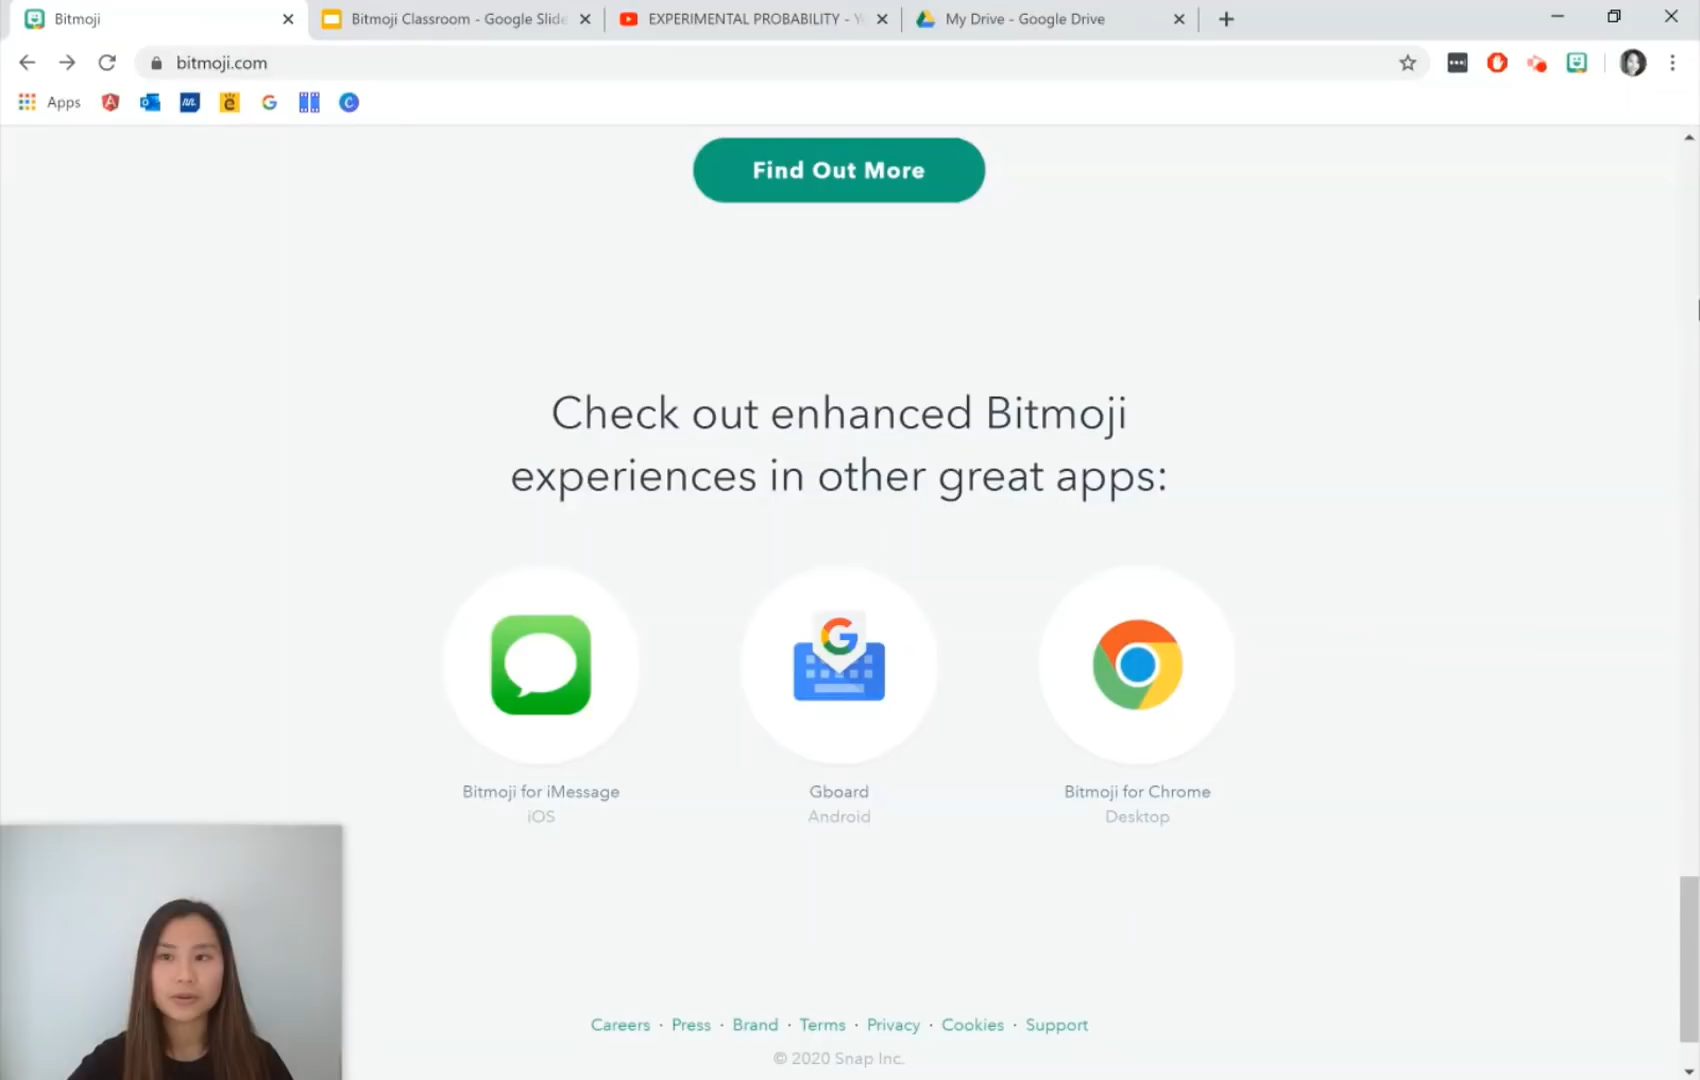 Bitmoji
Bitmoji Classroom - Google Slide
EXPERIMENTAL PROBABILITY - Y
My Drive - Google Drive
bitmoji.com
Apps
Find Out More
Check out enhanced Bitmoji
experiences in other great apps:
Bitmoji for iMessage
iOS
Gboard
Android
Bitmoji for Chrome
Desktop
Careers · Press · Brand · Terms · Privacy · Cookies · Support
© 2020 Snap Inc.